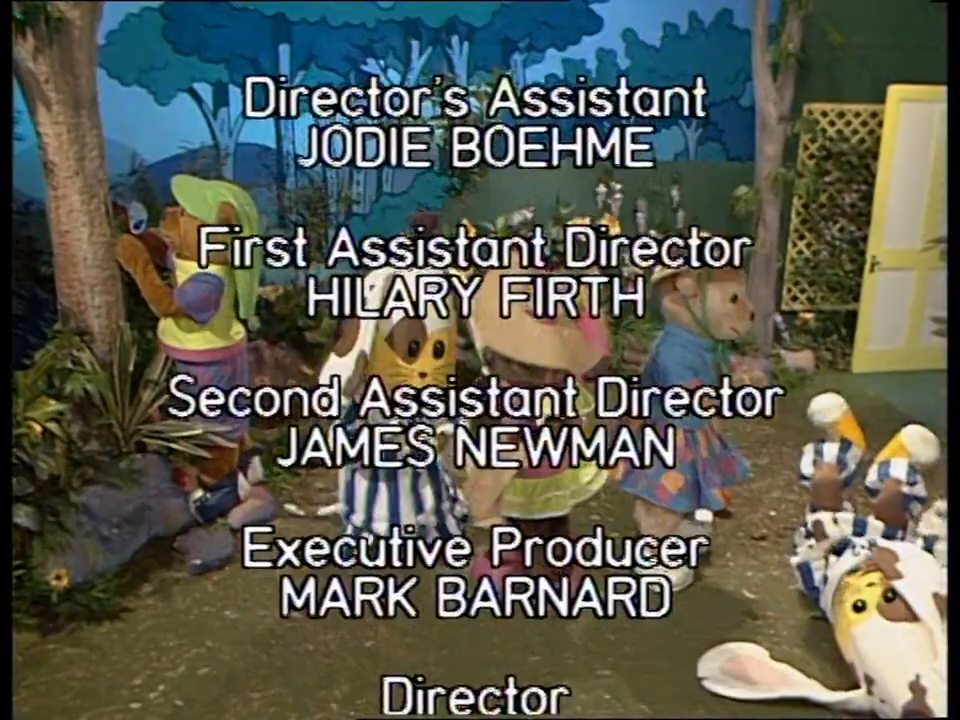 Director's Assistant
JODIE BOEHME
First Assistant Director
HILARY FIRTH
Second Assistant Director
JAMES NEWMAN
Executive Producer
MARK BARNARD
Director